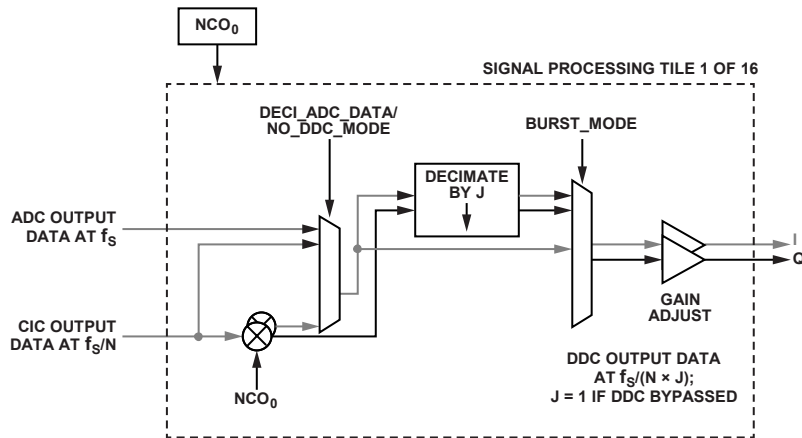 NCO0
SIGNAL PROCESSING TILE 1 OF 16
DECI_ADC_DATA/
NO_DDC_MODE
BURST_MODE
DECIMATE
BY J
ADC OUTPUT
DATA AT fS
I
Q
GAIN
ADJUST
CIC OUTPUT
DATA AT fS/N
NCO0
DDC OUTPUT DATA
AT fS/(N × J);
J = 1 IF DDC BYPASSED